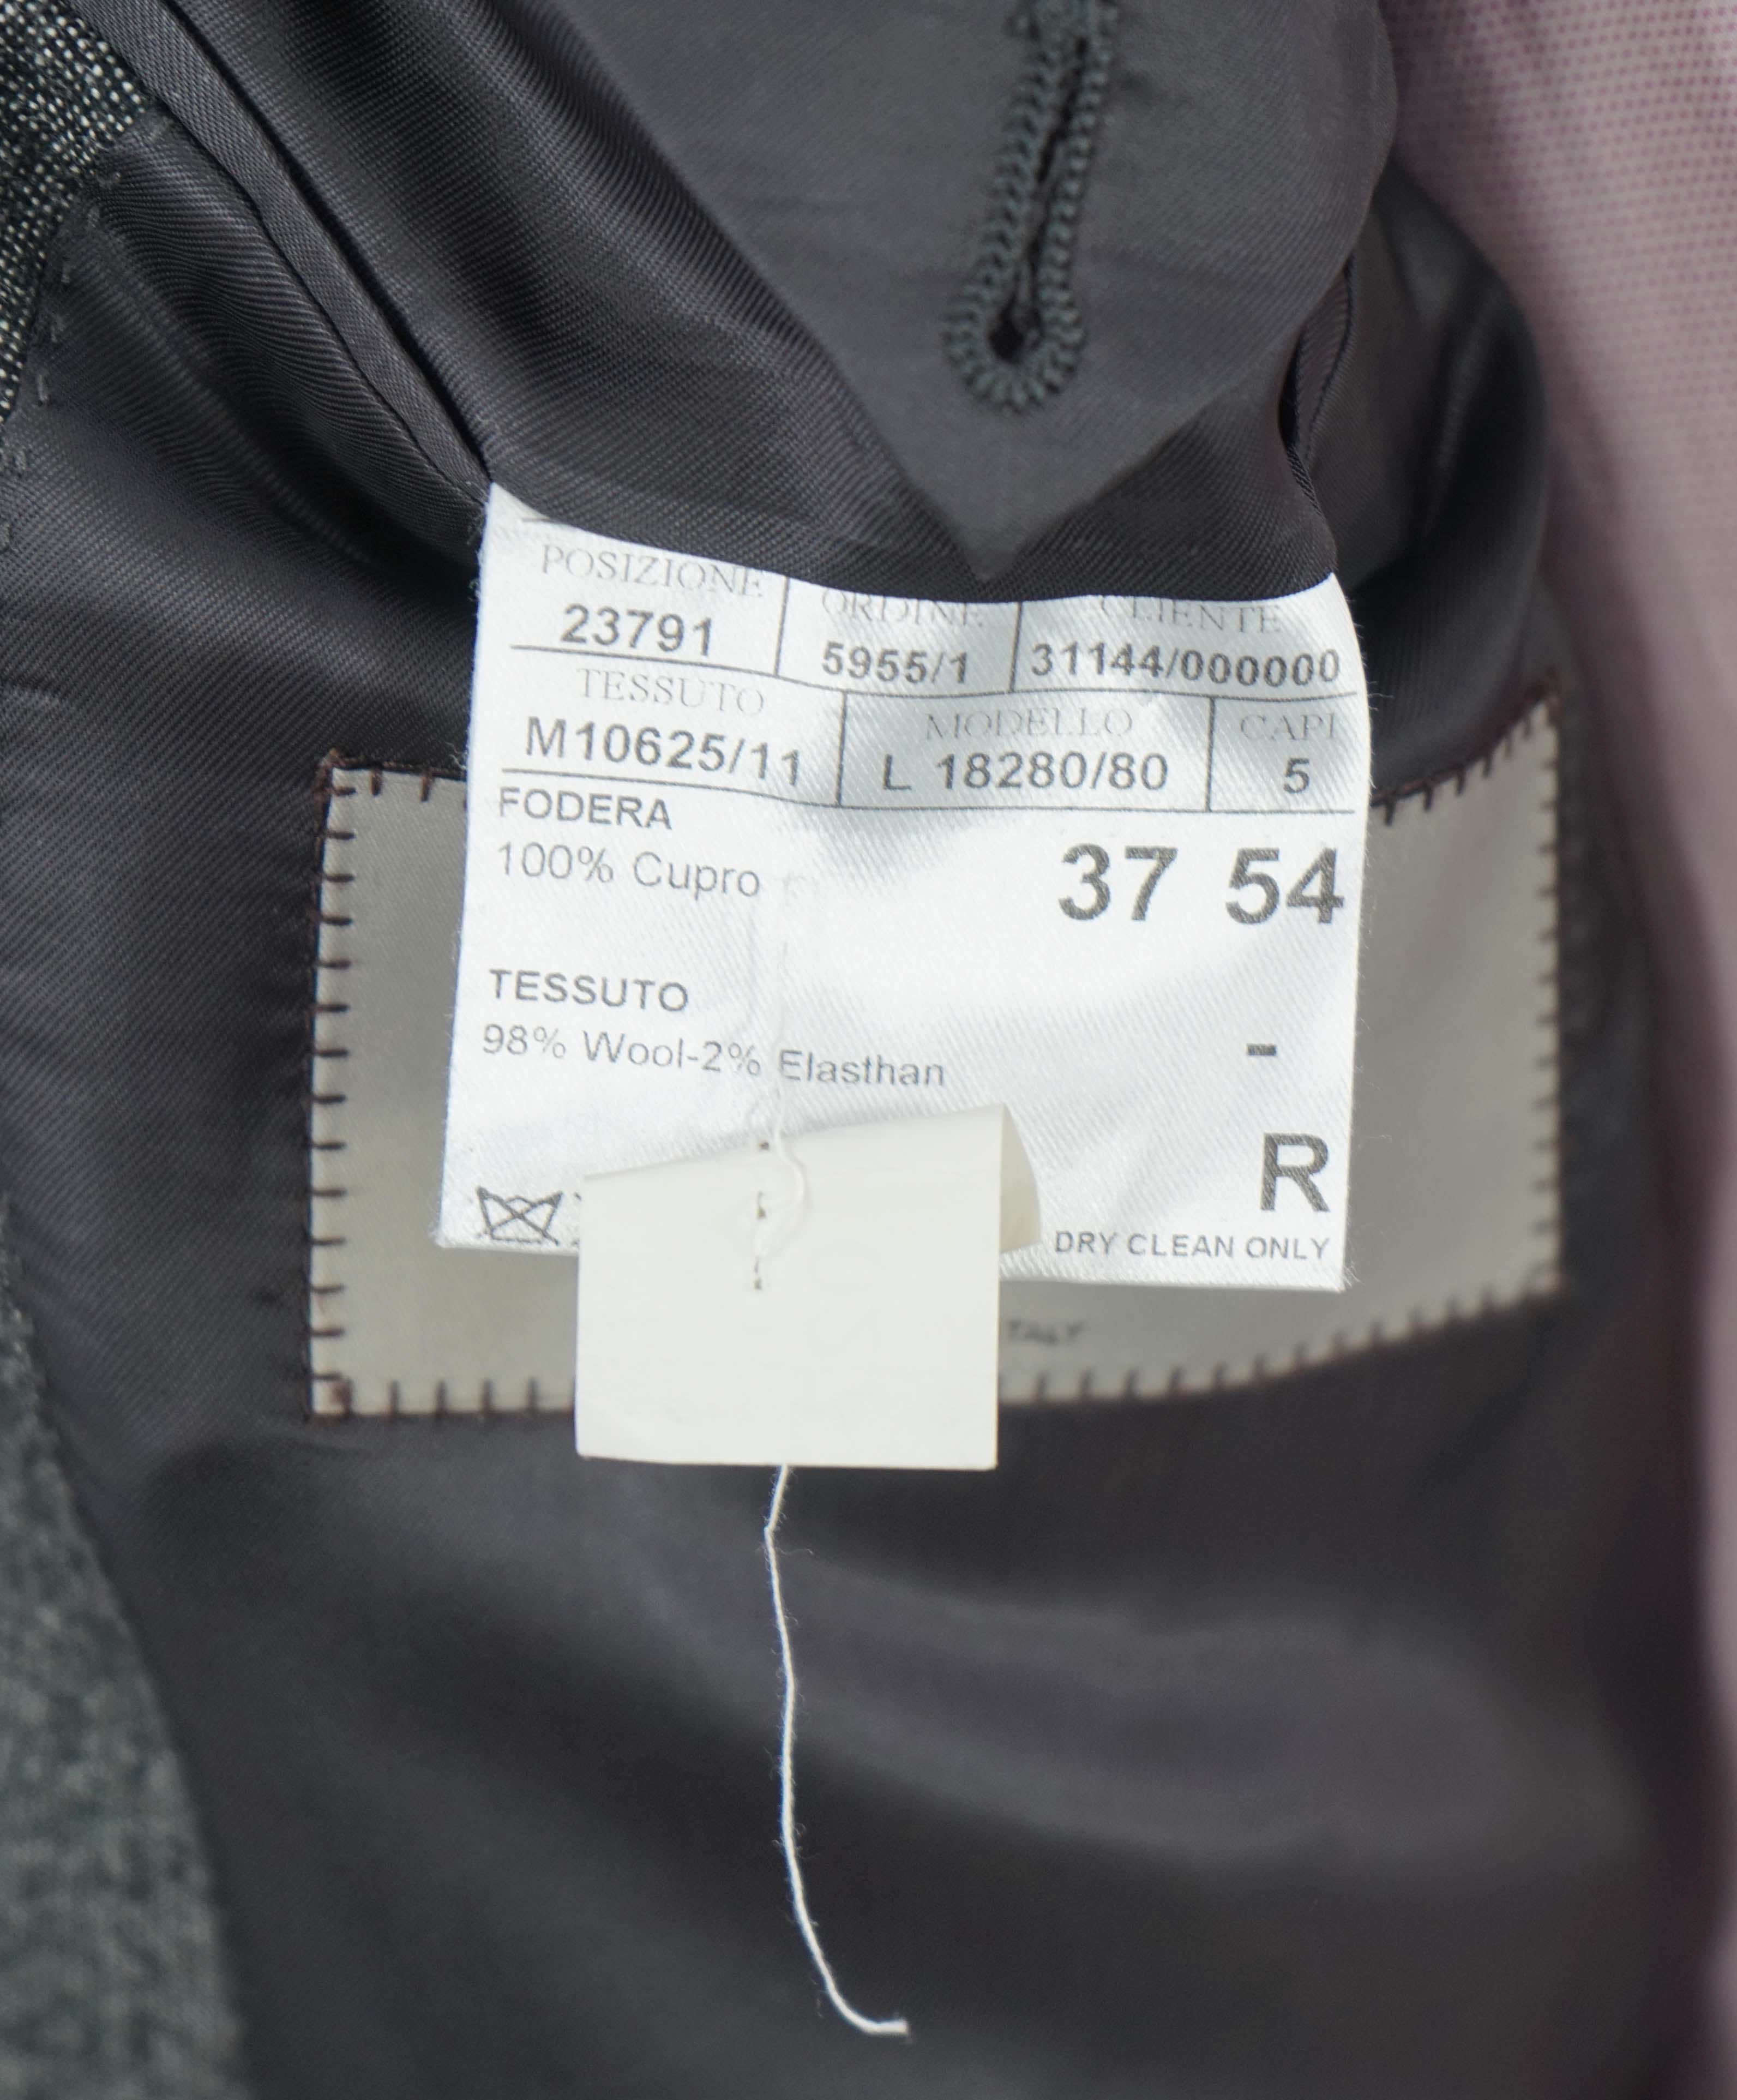 POSIZIONE ORDINE CLIENTE
23791 5955/1 31144/000000
TESSUTO MODELLO CAPI
M10625/11 L 18280/80 5
FODERA
100% Cupro 37 54
TESSUTO
98% Wool-2% Elasthan -
R
DRY CLEAN ONLY